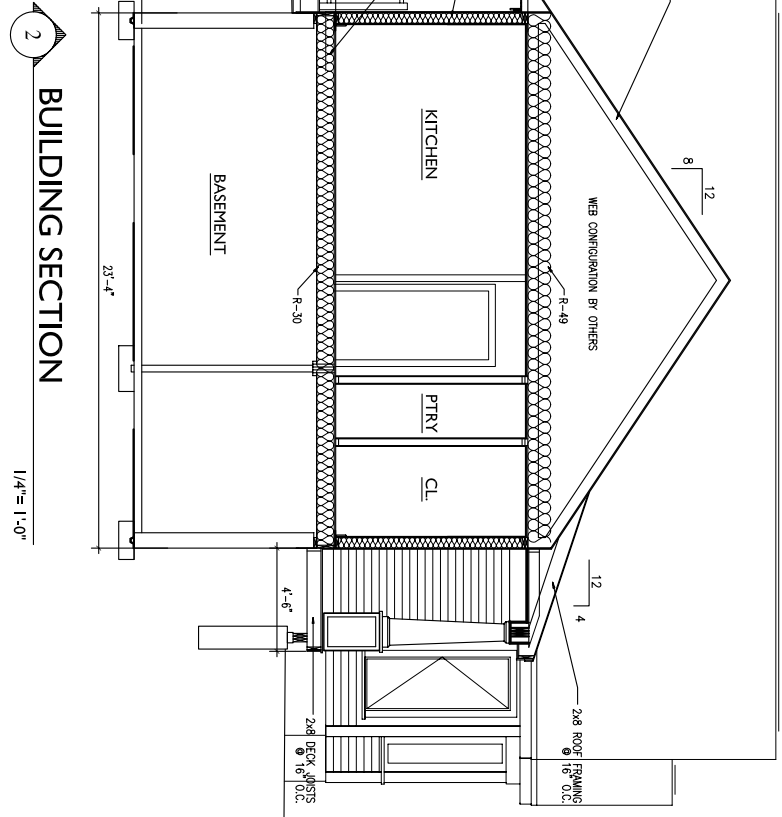 12
8
WEB CONFIGURATION BY OTHERS
R-49
12
4
2x8 ROOF FRAMING
@ 16" O.C.
KITCHEN
PTRY
CL.
R-30
BASEMENT
4'-6"
2x8 DECK JOISTS
@ 16" O.C.
23'-4"
2
BUILDING SECTION
1/4"= 1'-0"